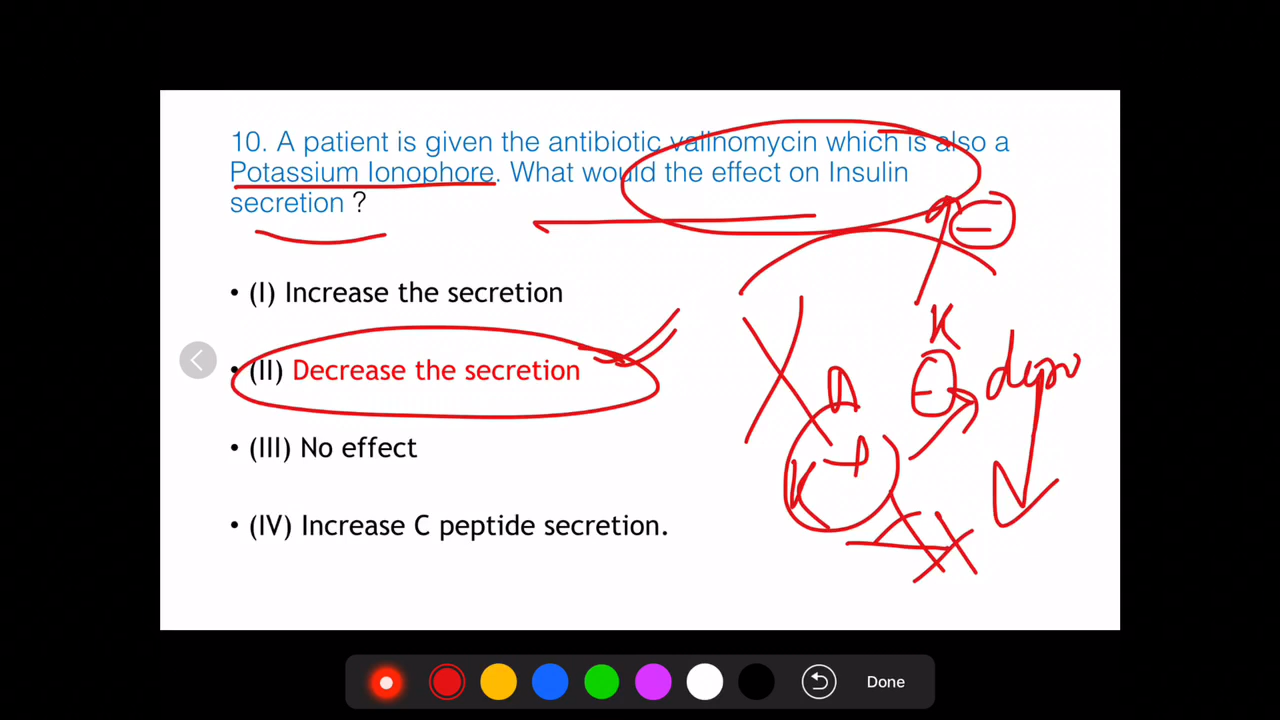 10. A patient is given the antibiotic valinomycin which is also a
Potassium Ionophore. What would the effect on Insulin
secretion ?
• (I) Increase the secretion
• (II) Decrease the secretion
• (III) No effect
• (IV) Increase C peptide secretion.
K
K+
Done